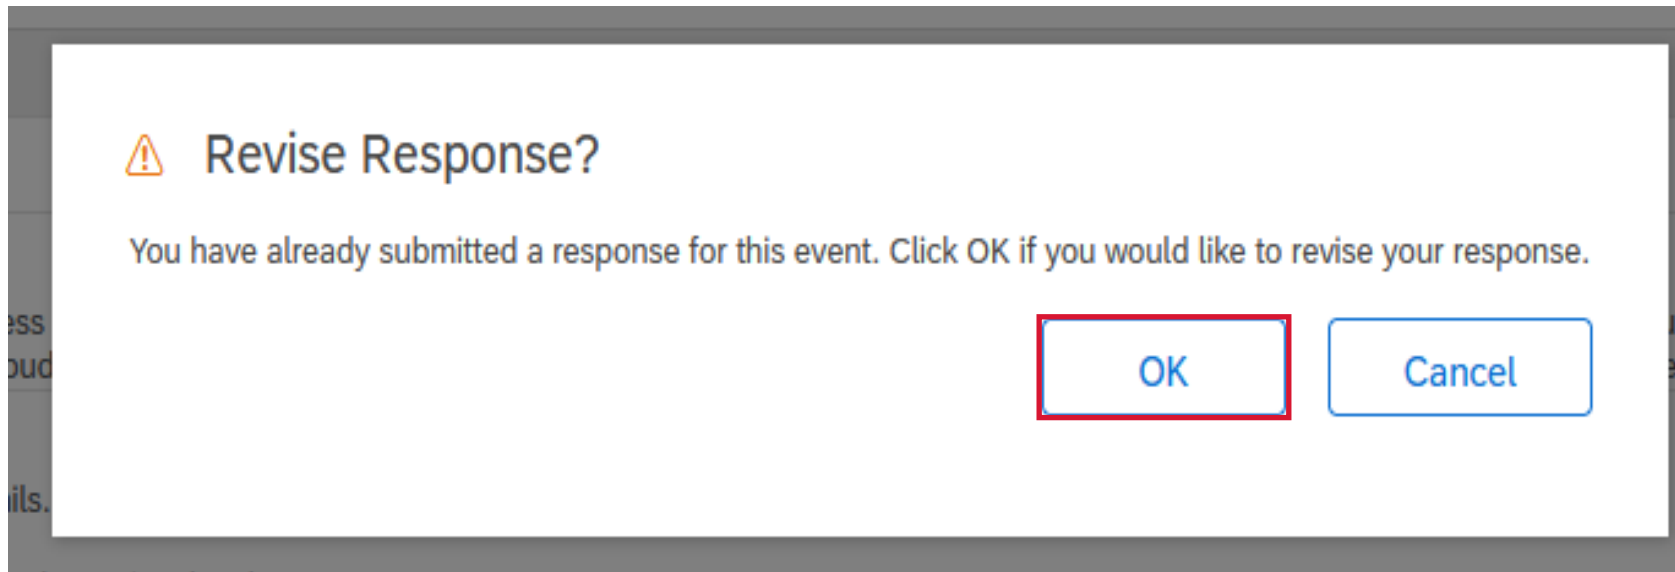 Revise Response?
You have already submitted a response for this event. Click OK if you would like to revise your response.
OK Cancel